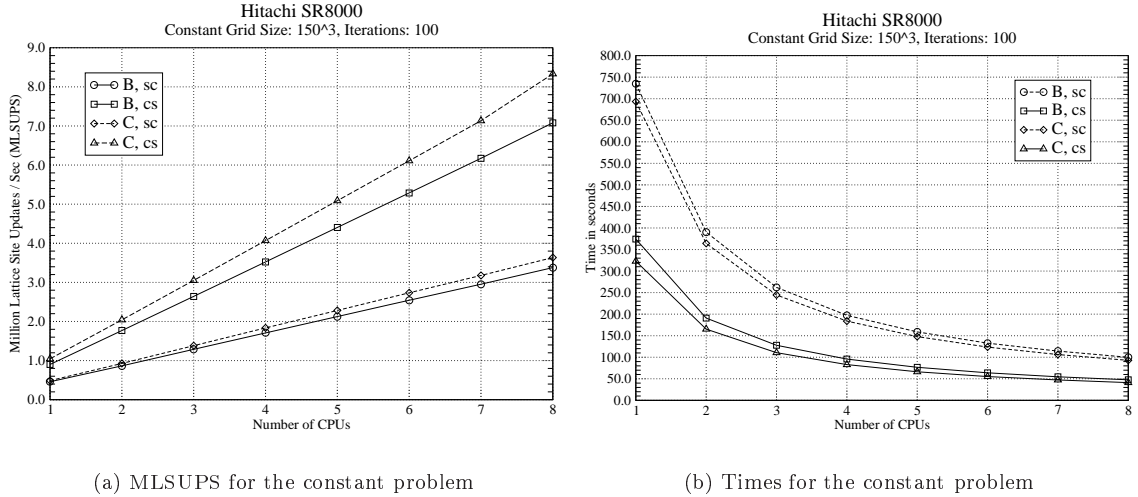 Hitachi SR8000
Constant Grid Size: 150^3, Iterations: 100
Million Lattice Site Updates / Sec (MLSUPS)
9.0
8.0
7.0
6.0
5.0
4.0
3.0
2.0
1.0
0.0
B, sc
B, cs
C, sc
C, cs
1 2 3 4 5 6 7 8
Number of CPUs
(a) MLSUPS for the constant problem
Hitachi SR8000
Constant Grid Size: 150^3, Iterations: 100
Time in seconds
800.0
750.0
700.0
650.0
600.0
550.0
500.0
450.0
400.0
350.0
300.0
250.0
200.0
150.0
100.0
50.0
0.0
B, sc
B, cs
C, sc
C, cs
1 2 3 4 5 6 7 8
Number of CPUs
(b) Times for the constant problem